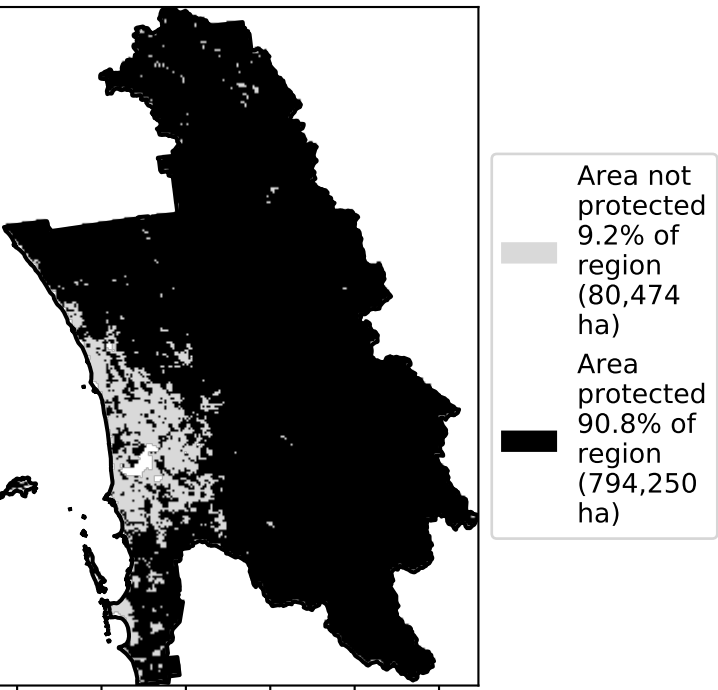 Area not
protected
9.2% of
region
(80,474
ha)
Area
protected
90.8% of
region
(794,250
ha)